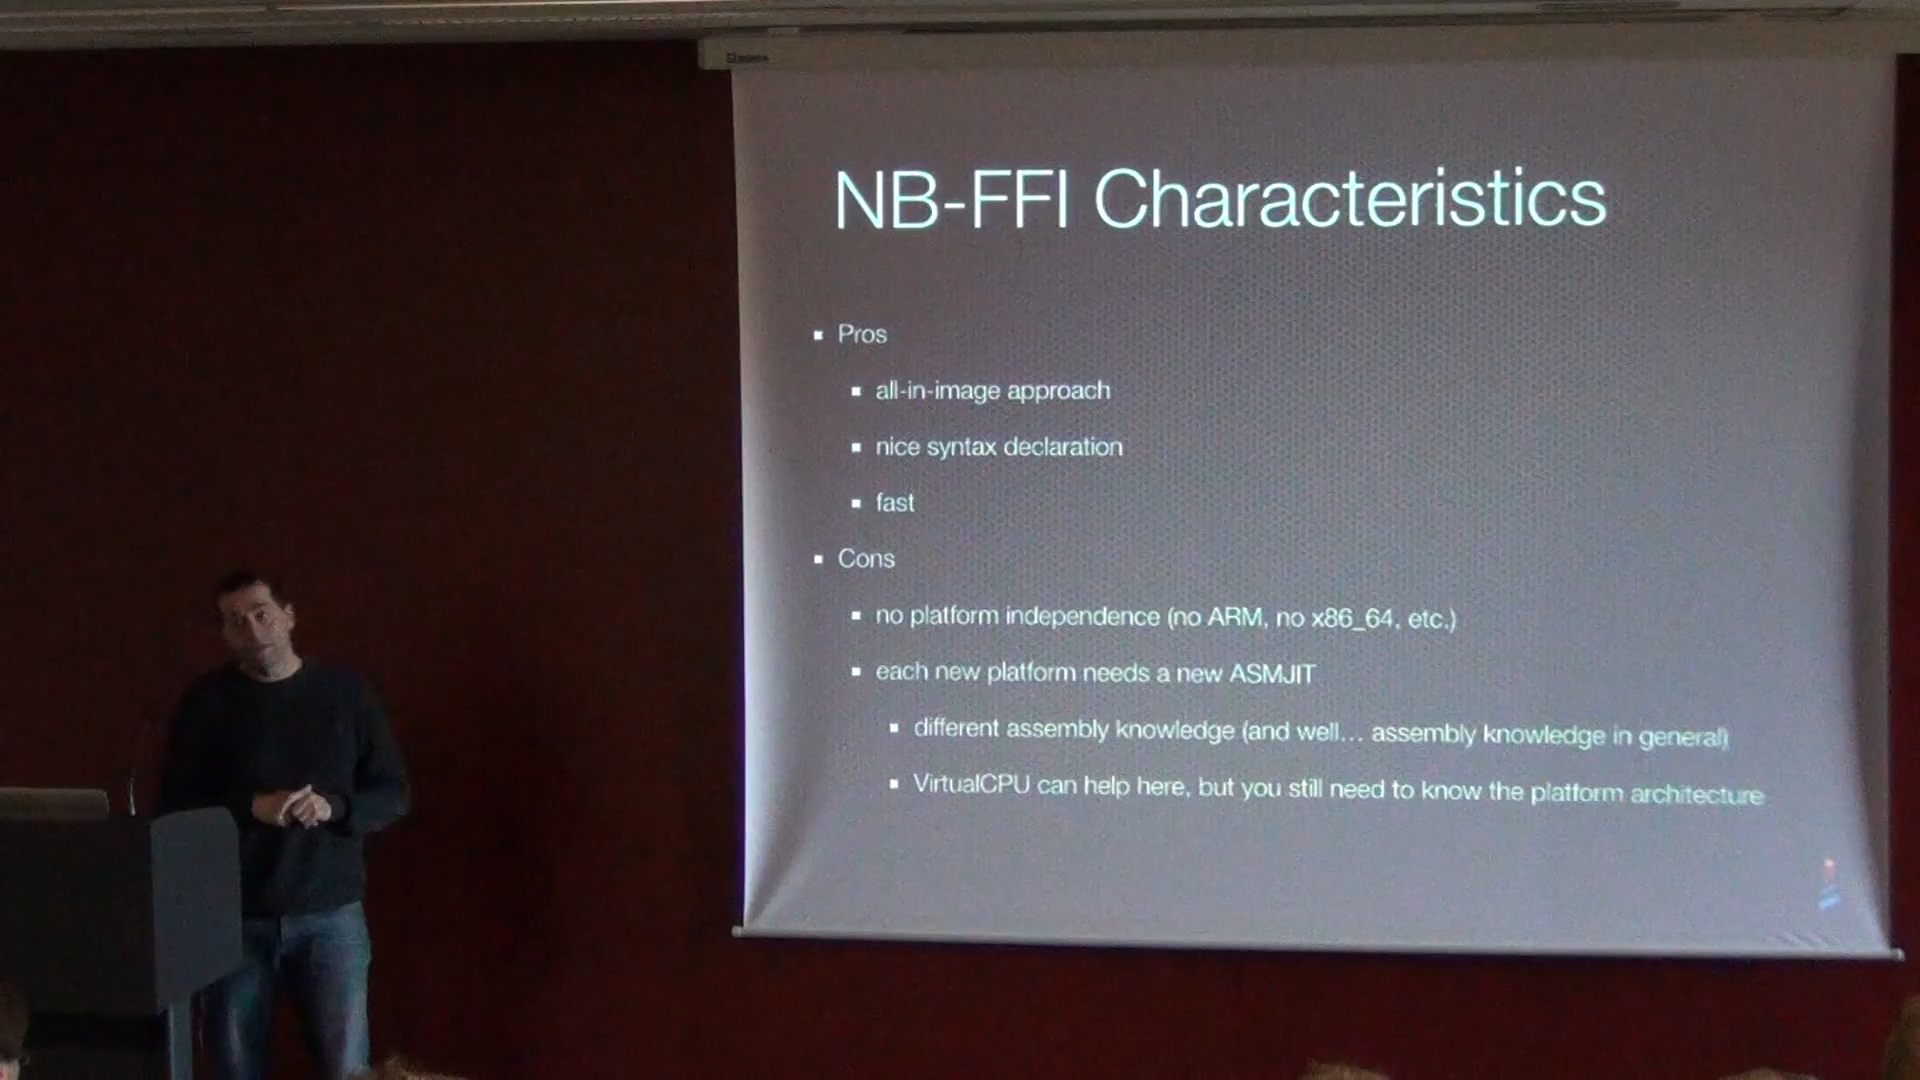 NB-FFI Characteristics
Pros
all-in-image approach
nice syntax declaration
fast
Cons
no platform independence (no ARM, no x86_64, etc.)
each new platform needs a new ASMJIT
different assembly knowledge (and well... assembly knowledge in general)
VirtualCPU can help here, but you still need to know the platform architecture